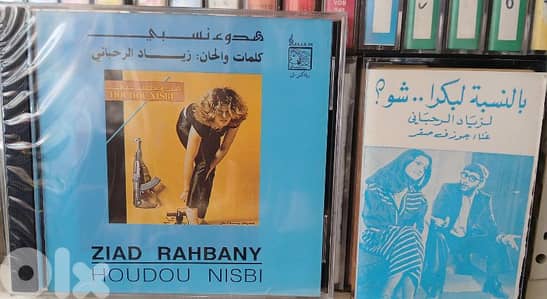 هدوء نسبي
كلمات والحان: زياد الرحباني
HOUDOU NISBI
ZIAD RAHBANY
HOUDOU NISBI
بالنسبة لبكرا .. شو؟
لزياد الرحباني
غناء جوزف صقر
olx